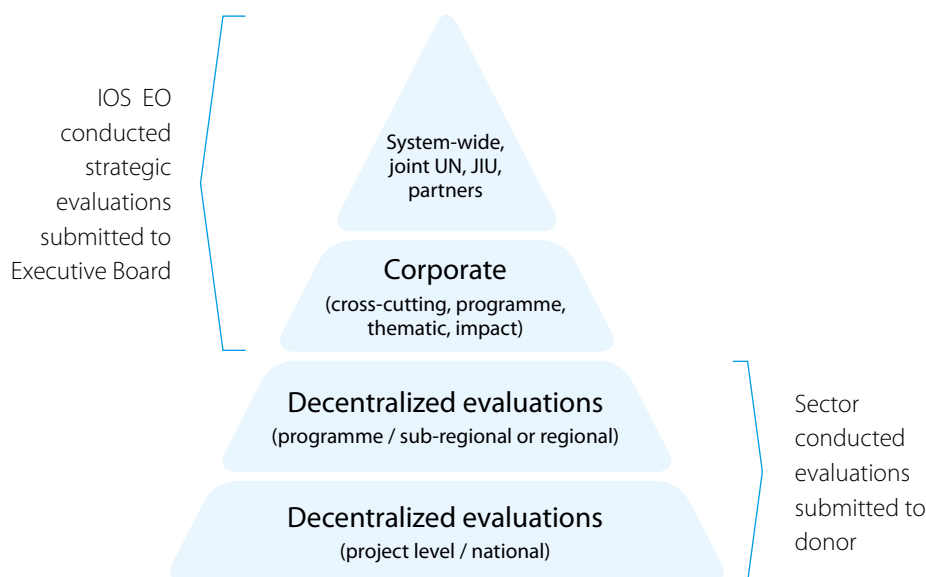 IOS EO
conducted
strategic
evaluations
submitted to
Executive Board
System-wide,
joint UN, JIU,
partners
Corporate
(cross-cutting, programme,
thematic, impact)
Decentralized evaluations
(programme / sub-regional or regional)
Decentralized evaluations
(project level / national)
Sector
conducted
evaluations
submitted to
donor